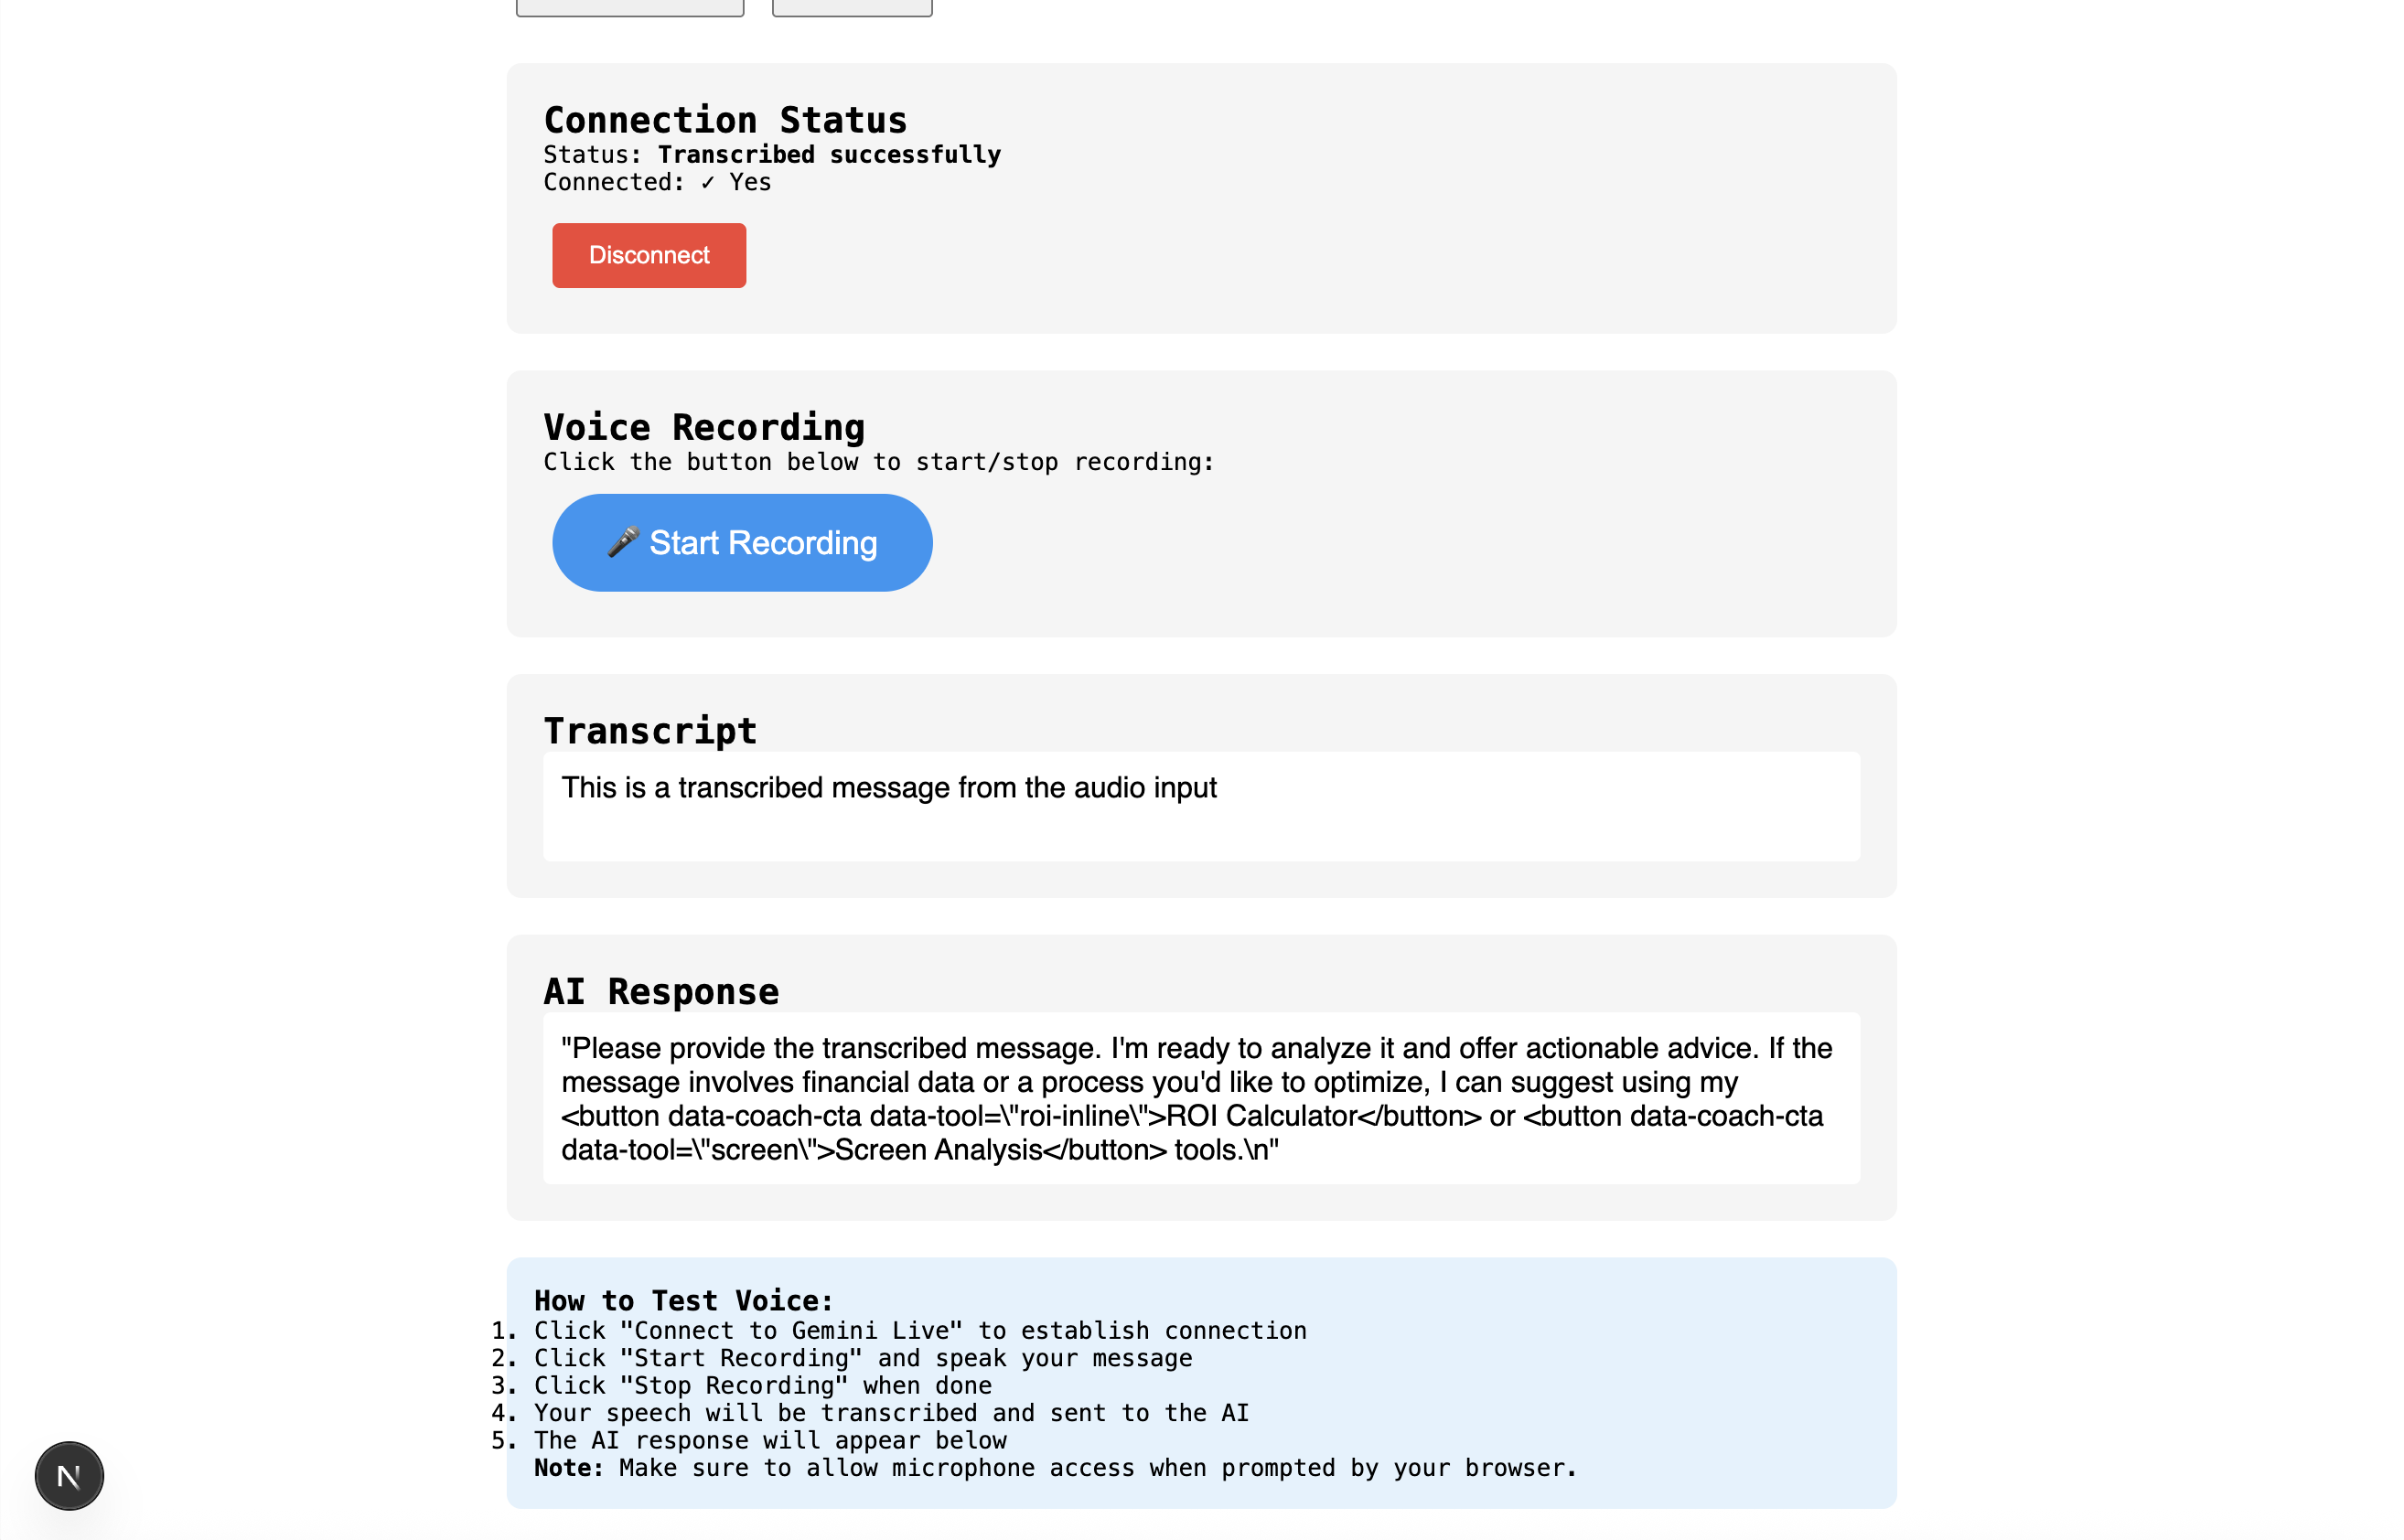 Connection Status
Status: Transcribed successfully
Connected: ✓ Yes
Disconnect
Voice Recording
Click the button below to start/stop recording:
🎤 Start Recording
Transcript
This is a transcribed message from the audio input
AI Response
"Please provide the transcribed message. I'm ready to analyze it and offer actionable advice. If the
message involves financial data or a process you'd like to optimize, I can suggest using my
<button data-coach-cta data-tool=\"roi-inline\">ROI Calculator</button> or <button data-coach-cta
data-tool=\"screen\">Screen Analysis</button> tools.\n"
How to Test Voice:
1. Click "Connect to Gemini Live" to establish connection
2. Click "Start Recording" and speak your message
3. Click "Stop Recording" when done
4. Your speech will be transcribed and sent to the AI
5. The AI response will appear below
Note: Make sure to allow microphone access when prompted by your browser.
N